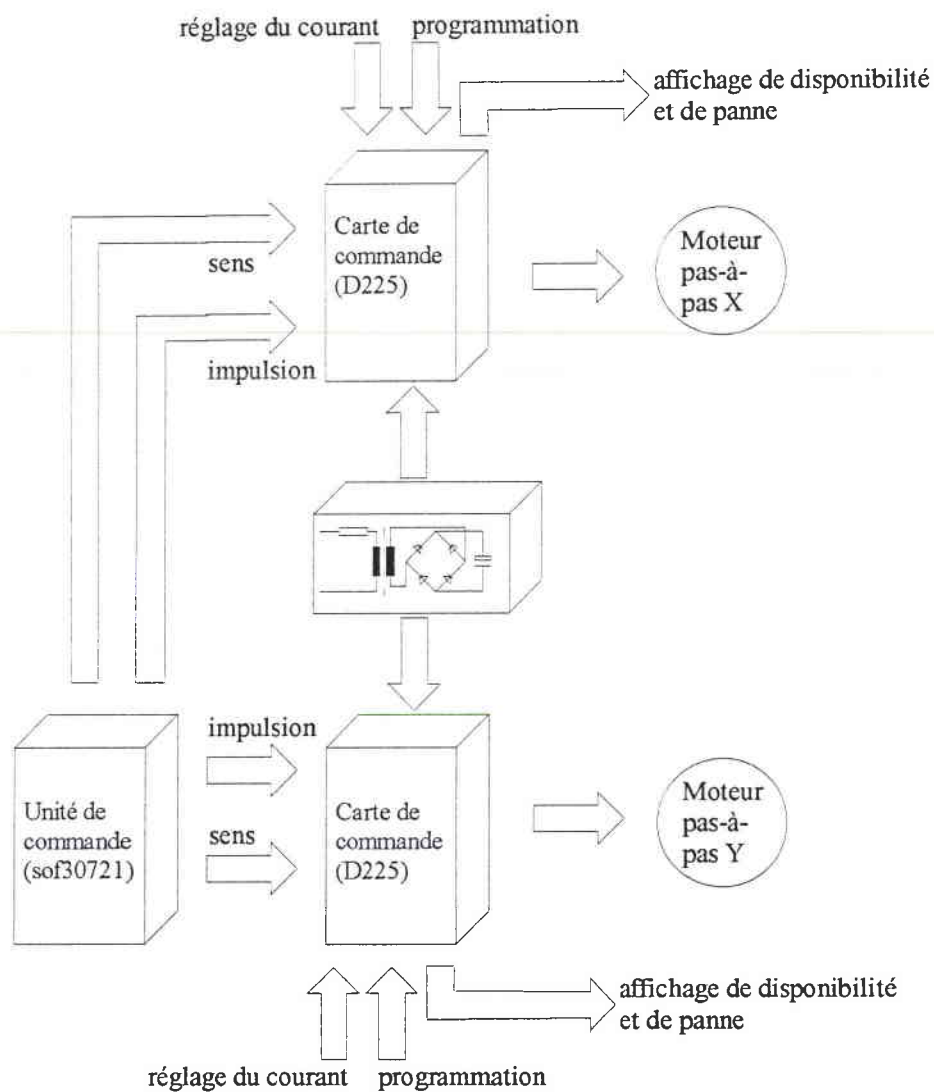 réglage du courant programmation
affichage de disponibilité
et de panne
Carte de
commande
(D225)
sens
impulsion
Moteur
pas-à-
pas X
impulsion
sens
Unité de
commande
(sof30721)
Carte de
commande
(D225)
Moteur
pas-à-
pas Y
affichage de disponibilité
et de panne
réglage du courant programmation